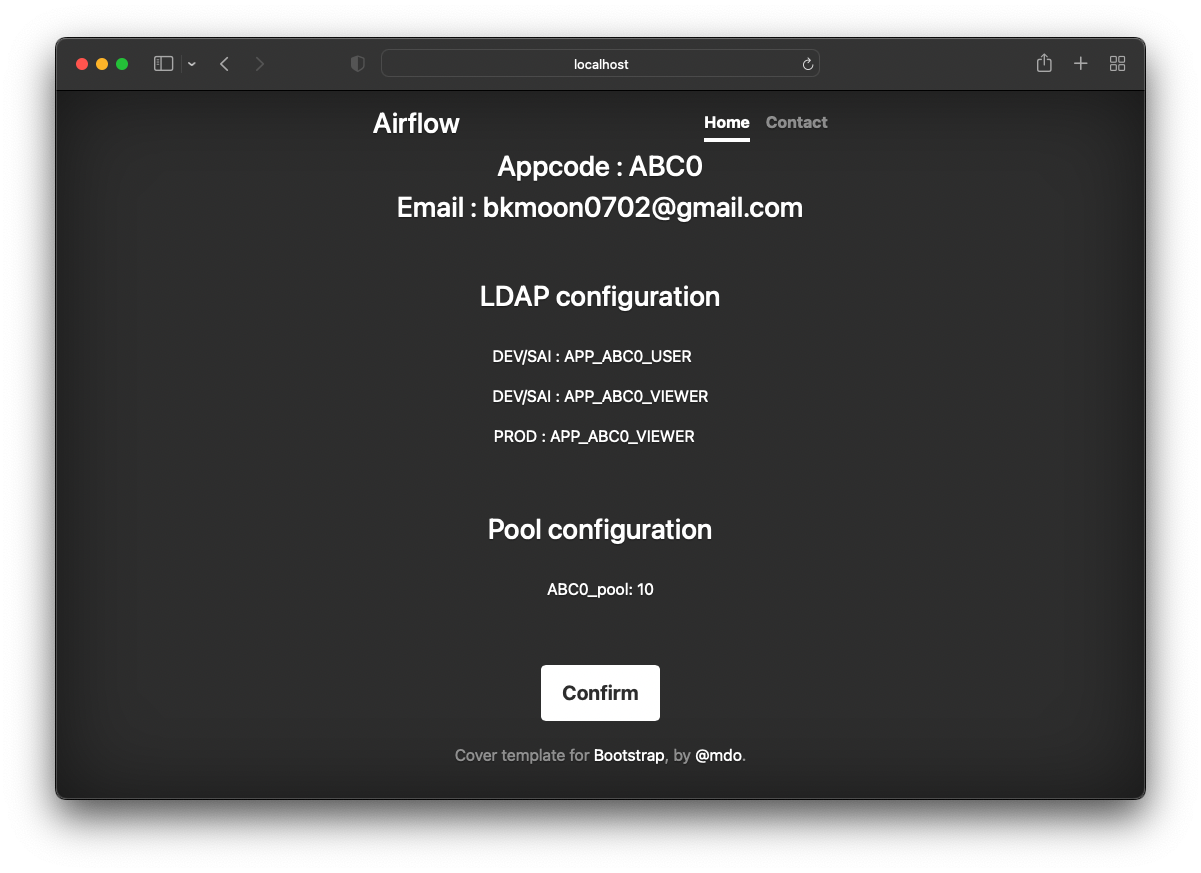 localhost
Airflow
Home Contact
Appcode : ABC0
Email : bkmoon0702@gmail.com
LDAP configuration
DEV/SAI : APP_ABC0_USER
DEV/SAI : APP_ABC0_VIEWER
PROD : APP_ABC0_VIEWER
Pool configuration
ABC0_pool: 10
Confirm
Cover template for Bootstrap, by @mdo.